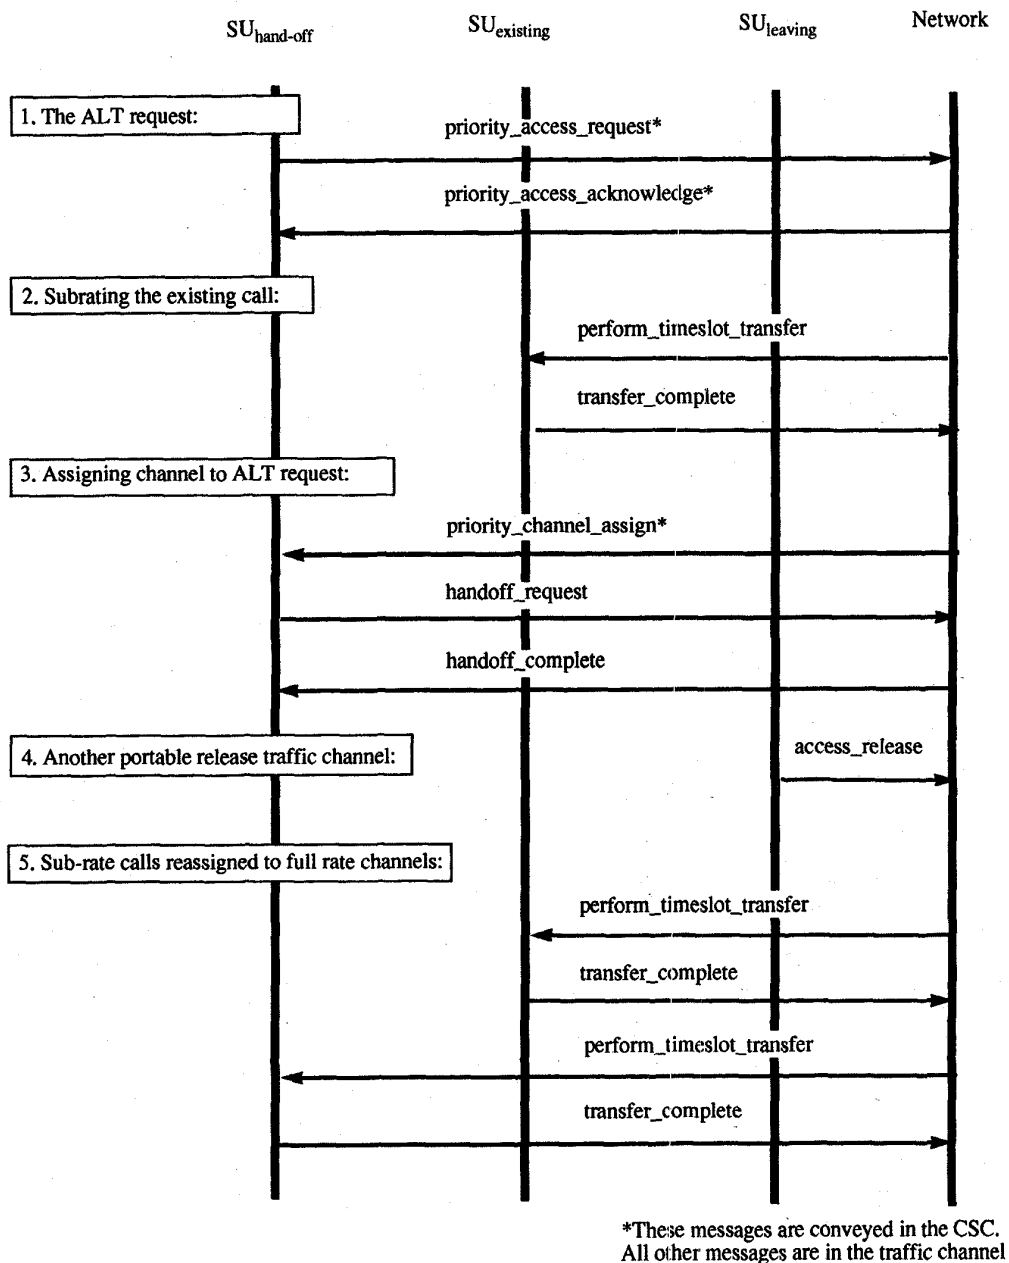 SUhand-off
SUexisting
SUleaving
Network
1. The ALT request:
priority_access_request*
priority_access_acknowledge*
2. Subrating the existing call:
perform_timeslot_transfer
transfer_complete
3. Assigning channel to ALT request:
priority_channel_assign*
handoff_request
handoff_complete
4. Another portable release traffic channel:
access_release
5. Sub-rate calls reassigned to full rate channels:
perform_timeslot_transfer
transfer_complete
perform_timeslot_transfer
transfer_complete
*These messages are conveyed in the CSC.
All other messages are in the traffic channel